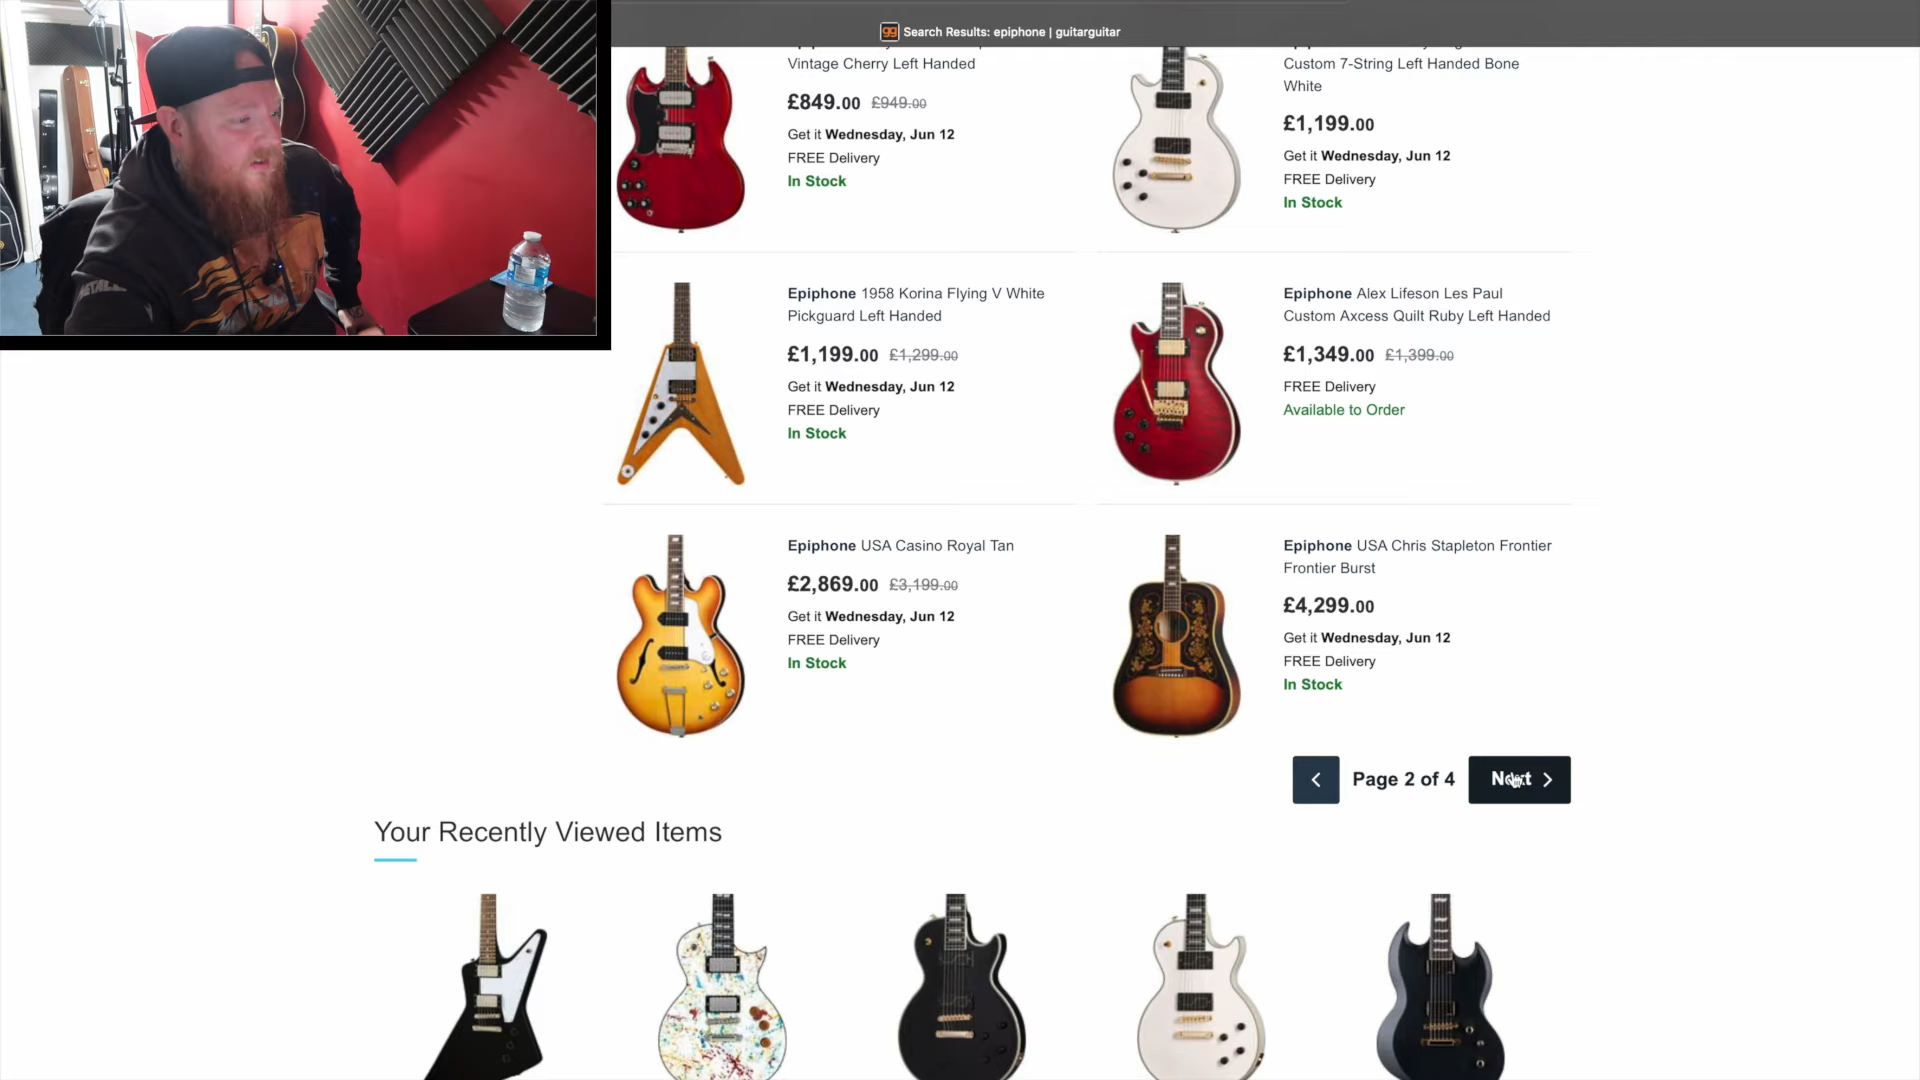 gg Search Results: epiphone | guitarguitar
Vintage Cherry Left Handed
£849.00 £949.00
Get it Wednesday, Jun 12
FREE Delivery
In Stock
Custom 7-String Left Handed Bone
White
£1,199.00
Get it Wednesday, Jun 12
FREE Delivery
In Stock
Epiphone 1958 Korina Flying V White
Pickguard Left Handed
£1,199.00 £1,299.00
Get it Wednesday, Jun 12
FREE Delivery
In Stock
Epiphone Alex Lifeson Les Paul
Custom Axcess Quilt Ruby Left Handed
£1,349.00 £1,399.00
FREE Delivery
Available to Order
Epiphone USA Casino Royal Tan
£2,869.00 £3,199.00
Get it Wednesday, Jun 12
FREE Delivery
In Stock
Epiphone USA Chris Stapleton Frontier
Frontier Burst
£4,299.00
Get it Wednesday, Jun 12
FREE Delivery
In Stock
Page 2 of 4
Next
Your Recently Viewed Items